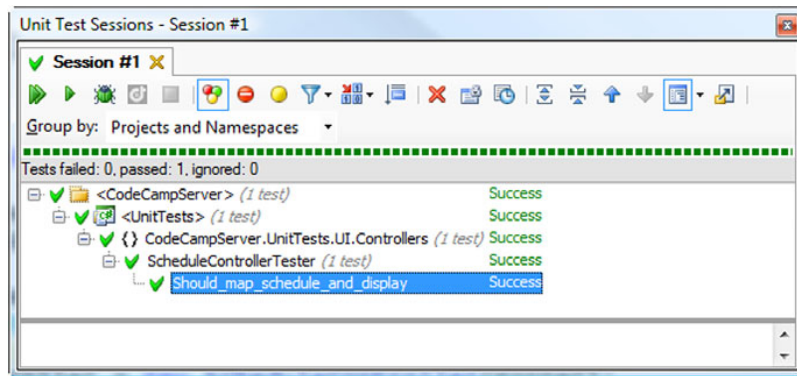 Unit Test Sessions - Session #1
Session #1
Group by: Projects and Namespaces
Tests failed: 0, passed: 1, ignored: 0
<CodeCampServer> (1 test) Success
<UnitTests> (1 test) Success
{} CodeCampServer.UnitTests.UI.Controllers (1 test) Success
ScheduleControllerTester (1 test) Success
Should_map_schedule_and_display Success